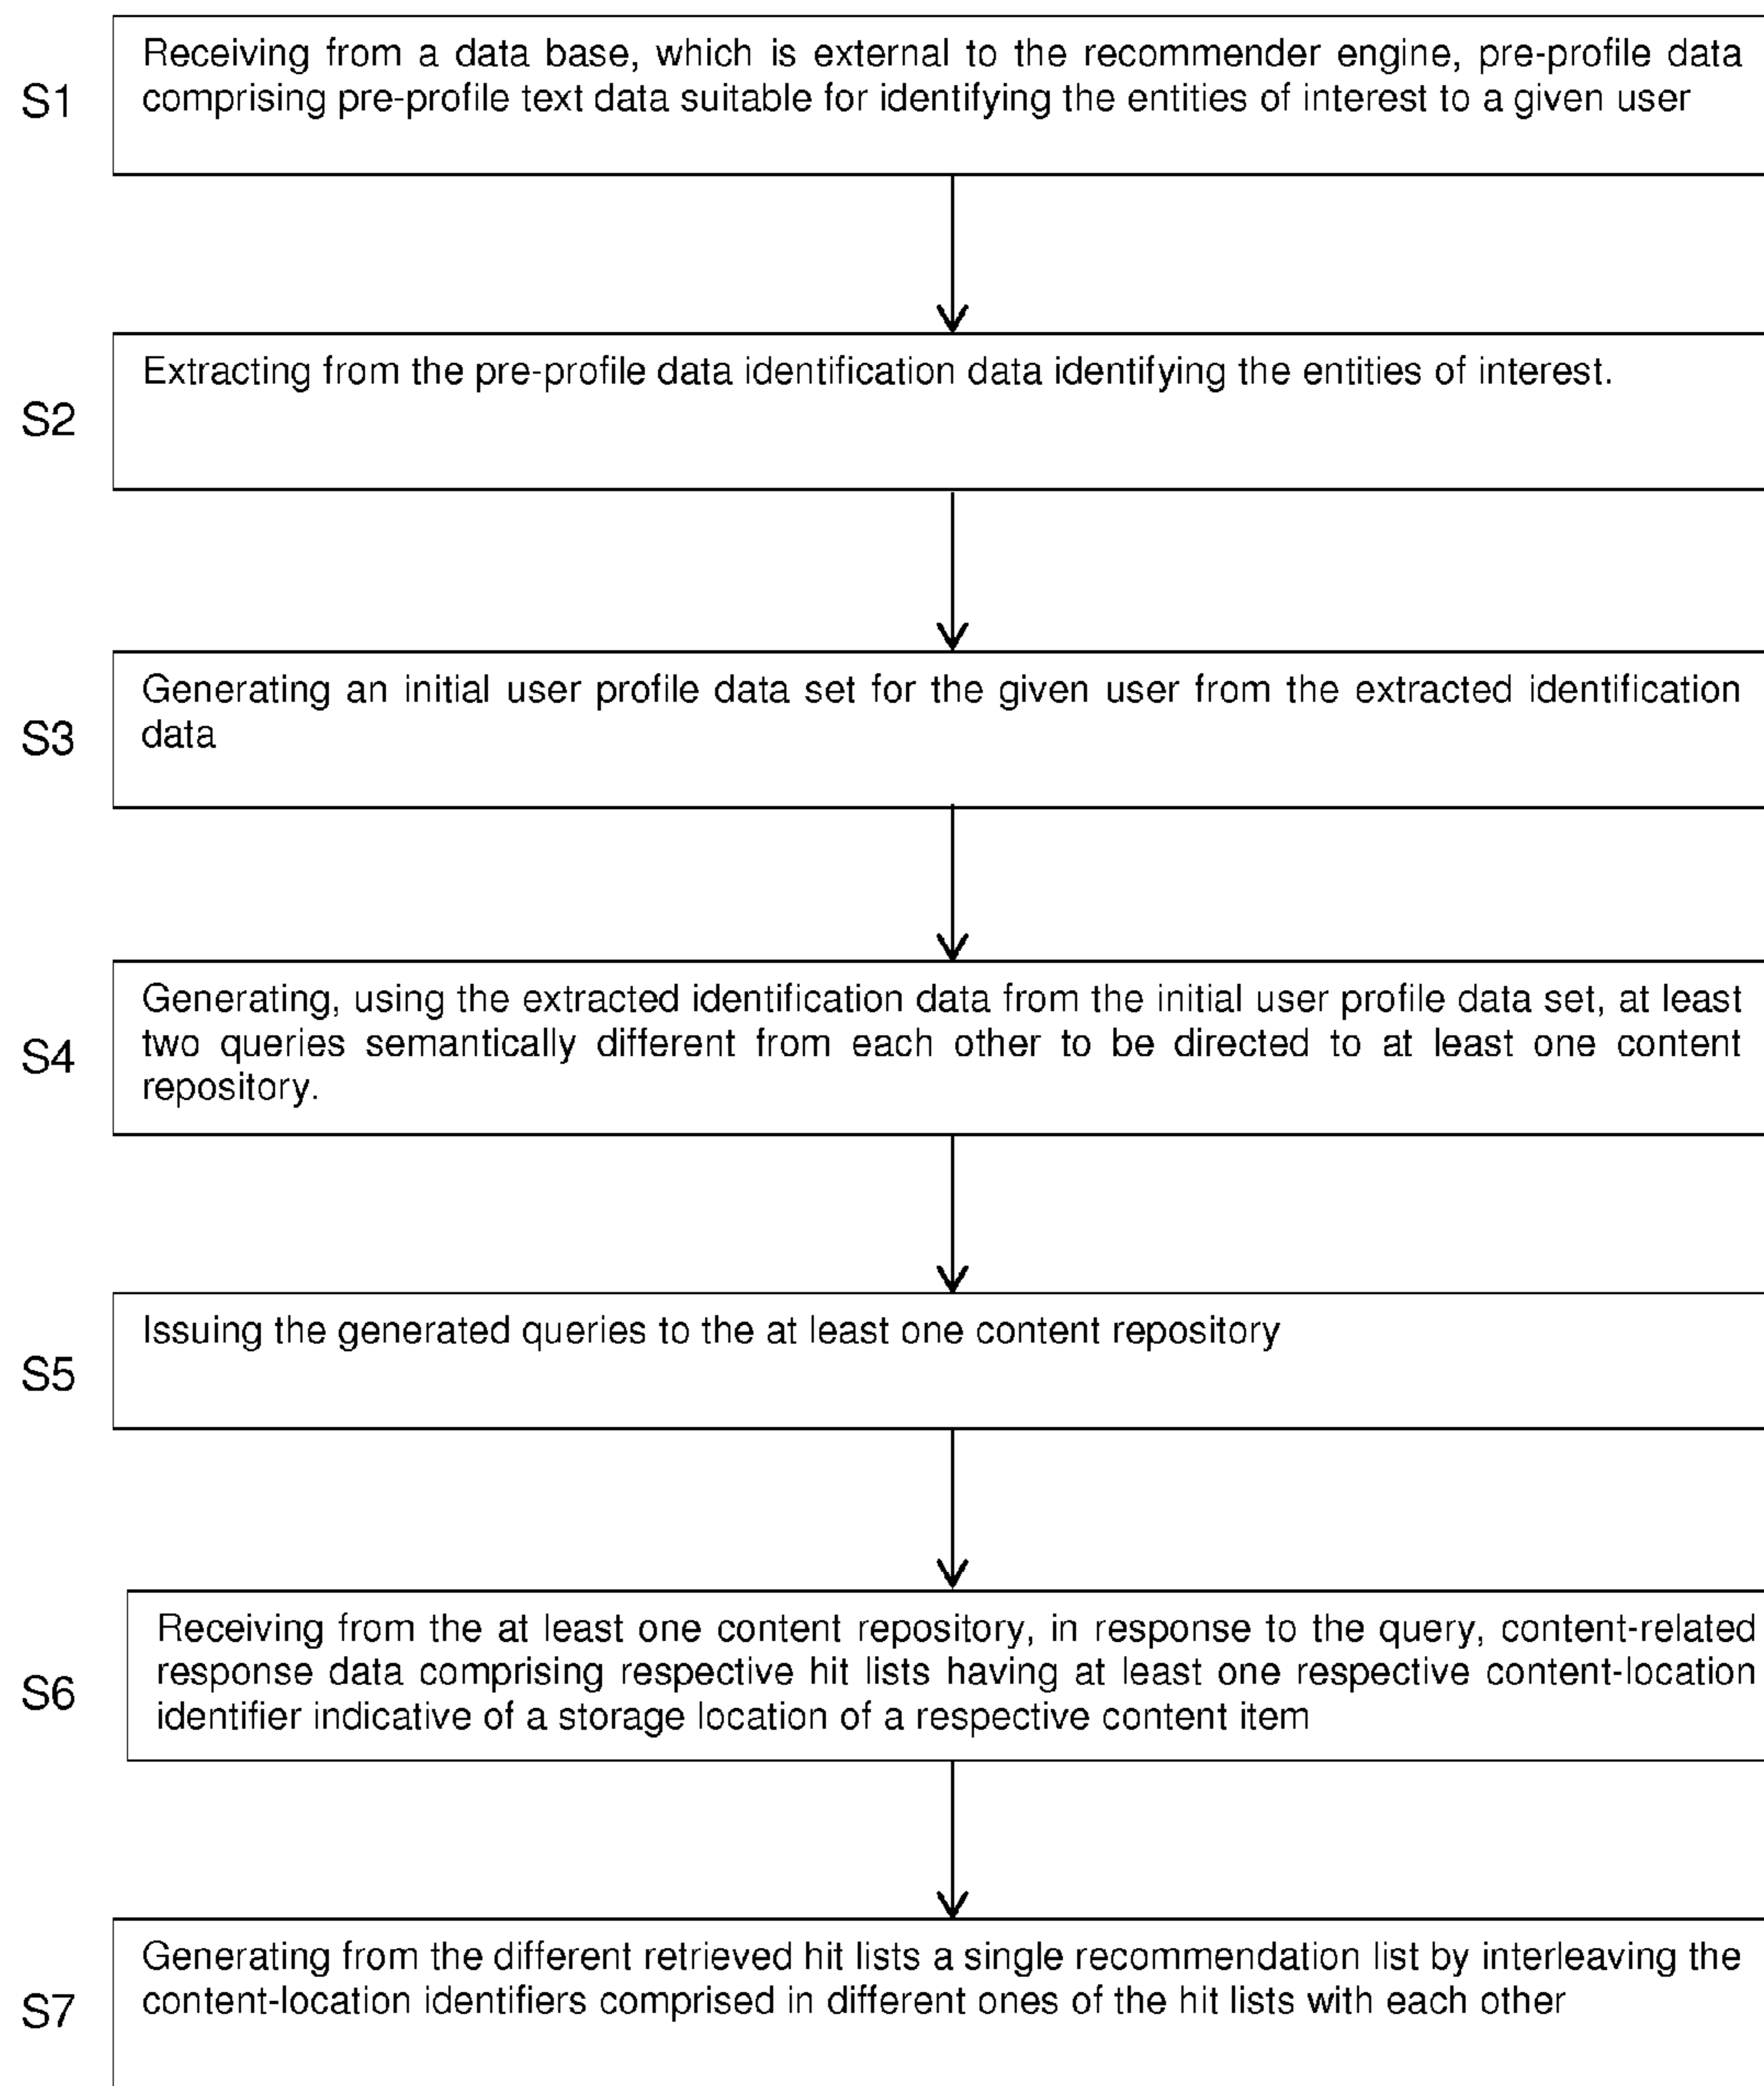 S1
Receiving from a data base, which is external to the recommender engine, pre-profile data
comprising pre-profile text data suitable for identifying the entities of interest to a given user
S2
Extracting from the pre-profile data identification data identifying the entities of interest.
S3
Generating an initial user profile data set for the given user from the extracted identification
data
S4
Generating, using the extracted identification data from the initial user profile data set, at least
two queries semantically different from each other to be directed to at least one content
repository.
S5
Issuing the generated queries to the at least one content repository
S6
Receiving from the at least one content repository, in response to the query, content-related
response data comprising respective hit lists having at least one respective content-location
identifier indicative of a storage location of a respective content item
S7
Generating from the different retrieved hit lists a single recommendation list by interleaving the
content-location identifiers comprised in different ones of the hit lists with each other